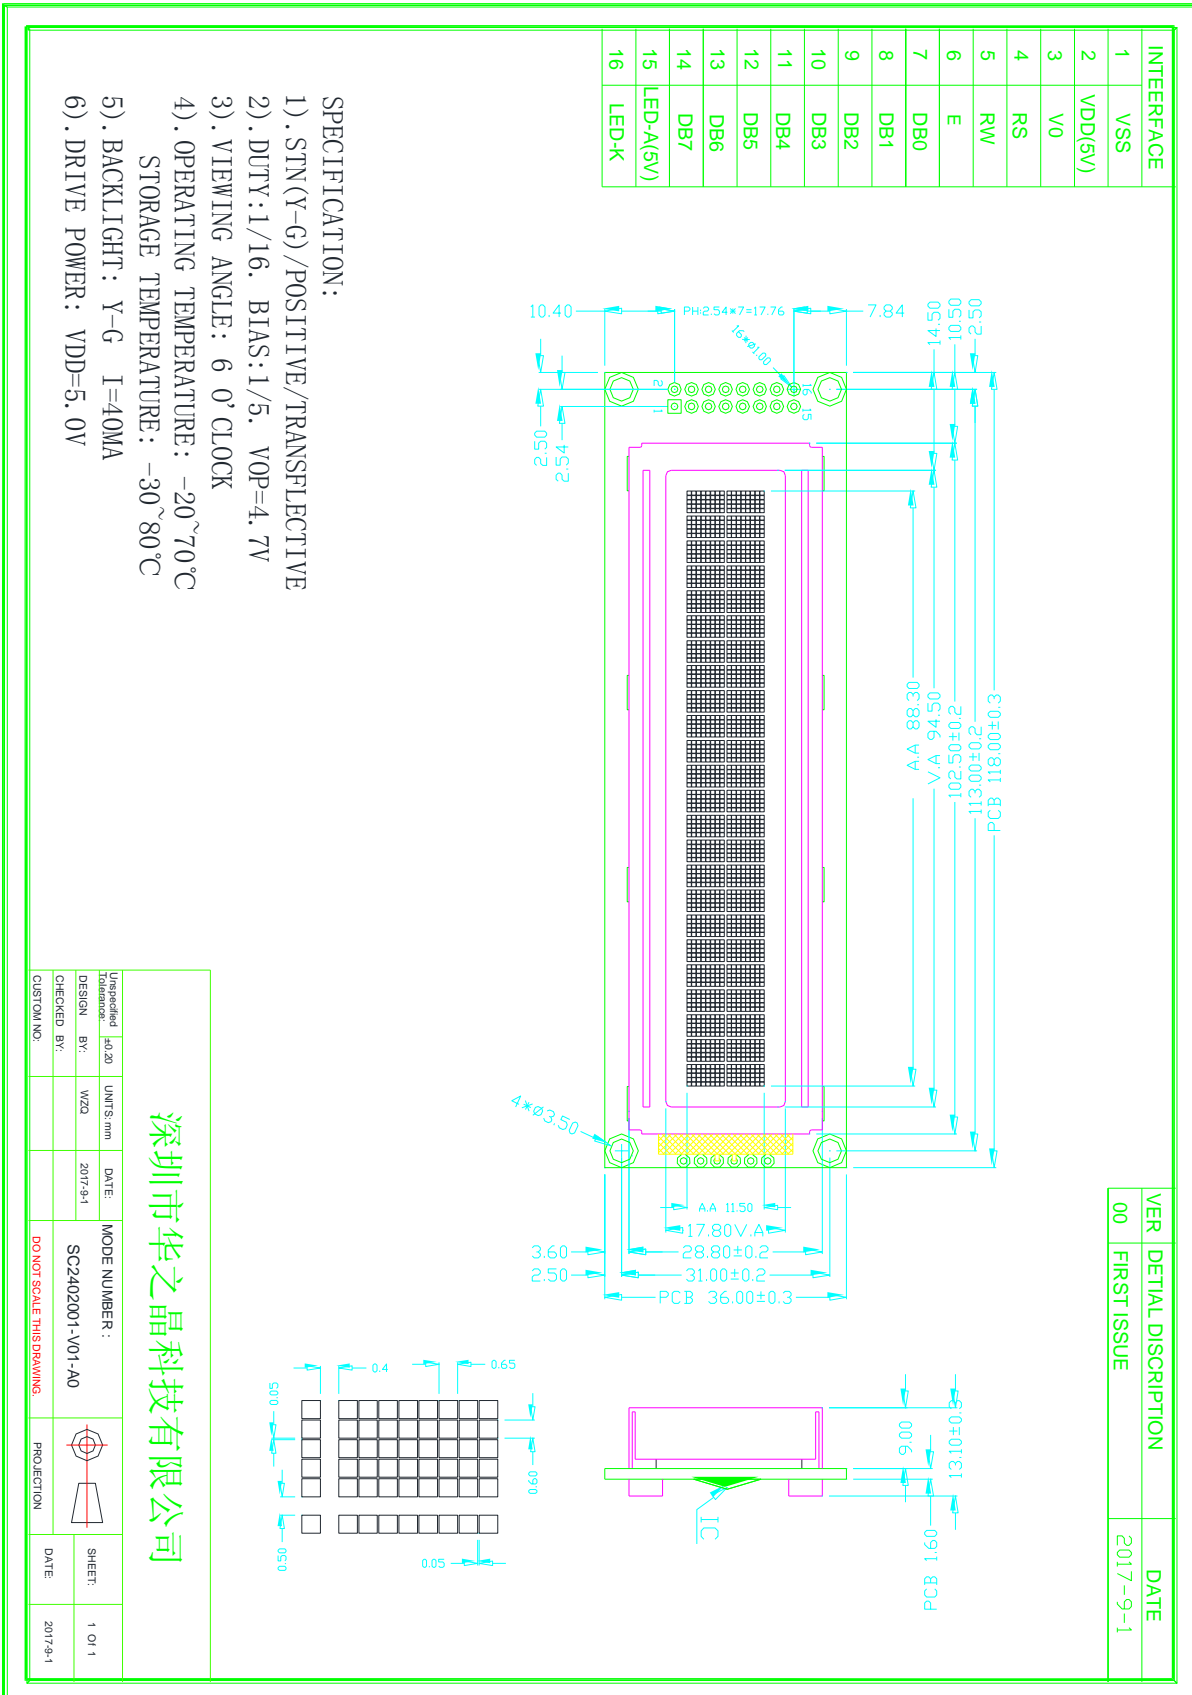 INTEERFACE
1 VSS
2 VDD(5V)
3 V0
4 RS
5 RW
6 E
7 DB0
8 DB1
9 DB2
10 DB3
11 DB4
12 DB5
13 DB6
14 DB7
15 LED-A(5V)
16 LED-K
VER DETIAL DISCRIPTION DATE
00 FIRST ISSUE 2017-9-1
PCB 118.00±0.3
113.00±0.2
102.50±0.2
V.A 94.50
A.A 88.30
2.50
10.50
14.50
7.84
PH:2.54*7=17.76
10.40
16*ø1.00
2
1
16
15
2.50
2.54
4*ø3.50
A.A 11.50
17.80V.A
28.80±0.2
31.00±0.2
PCB 36.00±0.3
3.60
2.50
13.10±0.3
9.00
PCB 1.60
IC
0.65
0.4
0.05
0.60
0.50
0.05
SPECIFICATION:
1).STN(Y-G)/POSITIVE/TRANSFLECTIVE
2).DUTY:1/16. BIAS:1/5. VOP=4.7V
3).VIEWING ANGLE: 6 O'CLOCK
4).OPERATING TEMPERATURE: -20~70℃
STORAGE TEMPERATURE: -30~80℃
5).BACKLIGHT: Y-G I=40MA
6).DRIVE POWER: VDD=5.0V
深圳市华之晶科技有限公司
Unspecified Tolerance: ±0.20 UNITS:mm DATE:
DESIGN BY: WZQ 2017-9-1
CHECKED BY:
CUSTOM NO:
MODE NUMBER :
SC2402001-V01-A0
DO NOT SCALE THIS DRAWING.
PROJECTION
SHEET: 1 Of 1
DATE: 2017-9-1